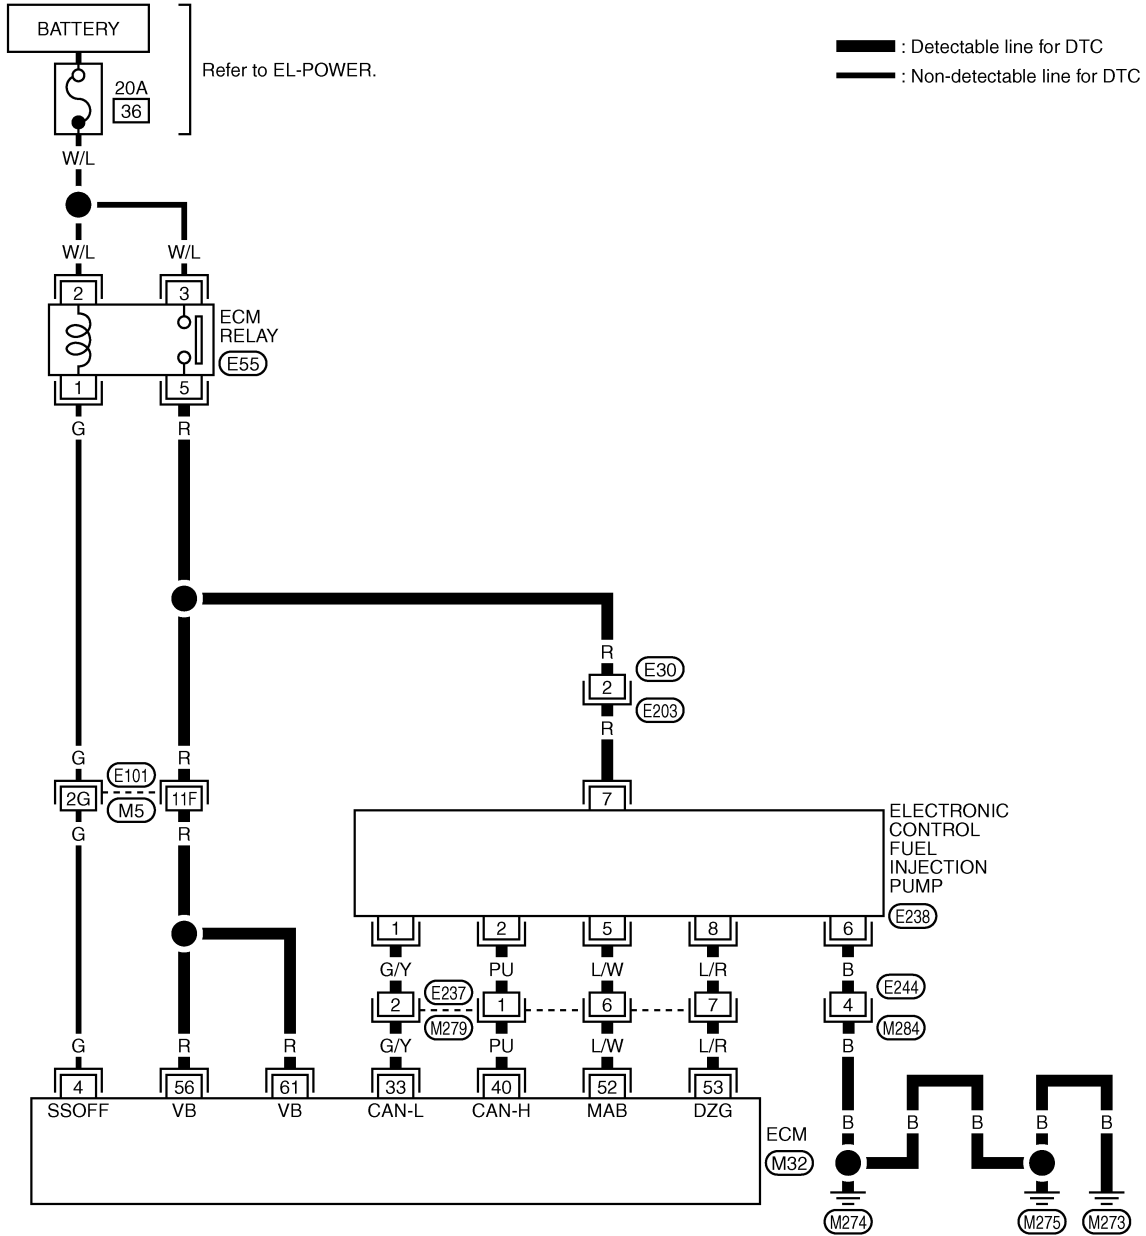 BATTERY
: Detectable line for DTC
Refer to EL-POWER.
: Non-detectable line for DTC
20A
36
W/L
W/L W/L
2 3
ECM
RELAY
E55
1 5
G R
R
E30
2
E203
R
G R
E101
2G 11F
M5
7
G R
ELECTRONIC
CONTROL
FUEL
INJECTION
PUMP
E238
1 2 5 8 6
G/Y PU L/W L/R B
E237 E244
2 1 6 7 4
M279 M284
G R R G/Y PU L/W L/R B
4 56 61 33 40 52 53
SSOFF VB VB CAN-L CAN-H MAB DZG
B B B B B
ECM
M32
M274 M275 M273